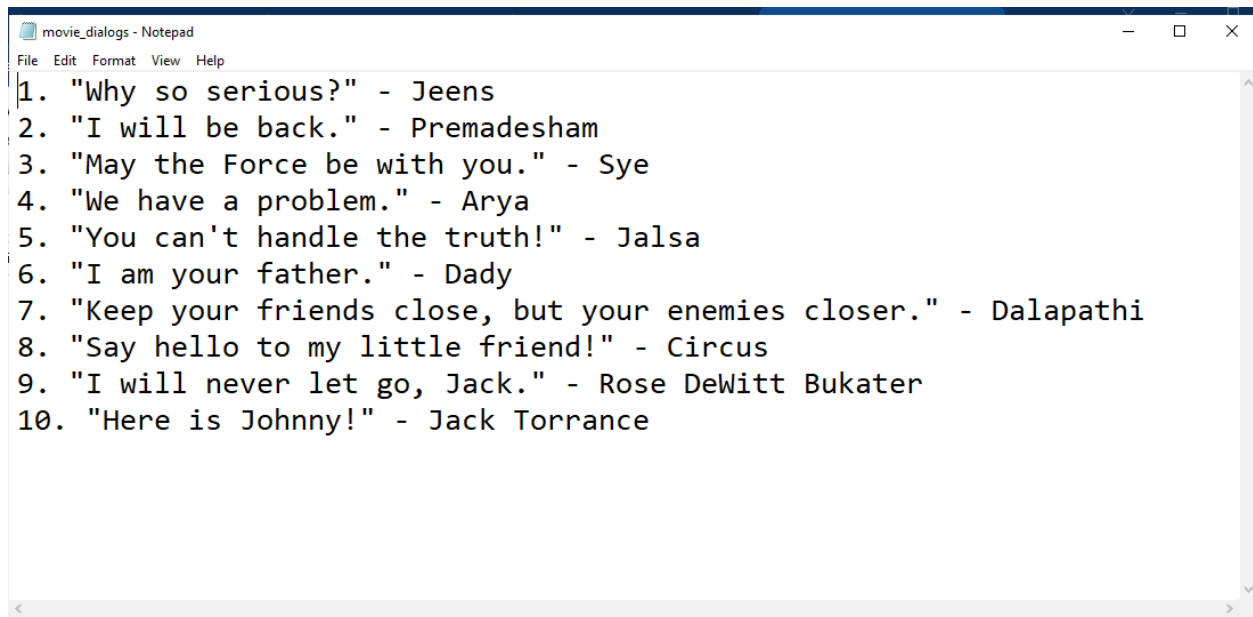 movie_dialogs - Notepad
File Edit Format View Help
1. "Why so serious?" - Jeens
2. "I will be back." - Premadesham
3. "May the Force be with you." - Sye
4. "We have a problem." - Arya
5. "You can't handle the truth!" - Jalsa
6. "I am your father." - Dady
7. "Keep your friends close, but your enemies closer." - Dalapathi
8. "Say hello to my little friend!" - Circus
9. "I will never let go, Jack." - Rose DeWitt Bukater
10. "Here is Johnny!" - Jack Torrance